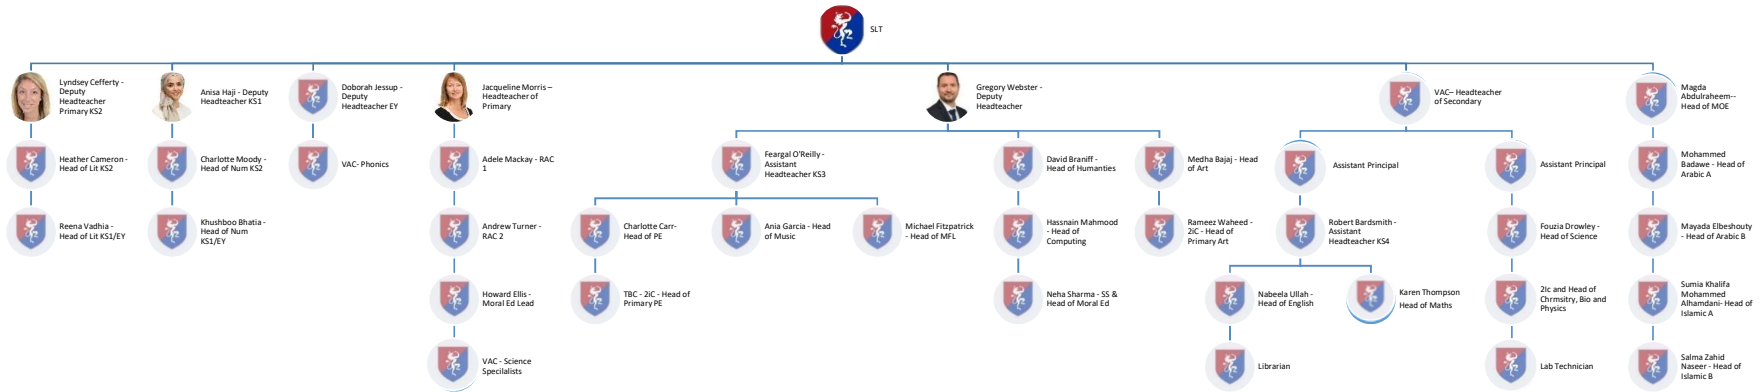 SLT
Lyndsey Cefferty -
Deputy
Headteacher
Primary KS2
Anisa Haji - Deputy
Headteacher KS1
Doborah Jessup -
Deputy
Headteacher EY
Jacqueline Morris –
Headteacher of
Primary
Gregory Webster -
Deputy
Headteacher
VAC– Headteacher
of Secondary
Magda
Abdulraheem--
Head of MOE
Heather Cameron -
Head of Lit KS2
Charlotte Moody -
Head of Num KS2
VAC- Phonics
Adele Mackay - RAC
1
Feargal O'Reilly -
Assistant
Headteacher KS3
David Braniff -
Head of Humanties
Medha Bajaj - Head
of Art
Assistant Principal
Assistant Principal
Mohammed
Badawe - Head of
Arabic A
Reena Vadhia -
Head of Lit KS1/EY
Khushboo Bhatia -
Head of Num
KS1/EY
Andrew Turner -
RAC 2
Charlotte Carr-
Head of PE
Ania Garcia - Head
of Music
Michael Fitzpatrick
- Head of MFL
Hassnain Mahmood
- Head of
Computing
Rameez Waheed -
2iC - Head of
Primary Art
Robert Bardsmith -
Assistant
Headteacher KS4
Fouzia Drowley -
Head of Science
Mayada Elbeshouty
- Head of Arabic B
Howard Ellis -
Moral Ed Lead
TBC - 2iC - Head of
Primary PE
Neha Sharma - SS &
Head of Moral Ed
Nabeela Ullah -
Head of English
Karen Thompson
Head of Maths
2Ic and Head of
Chrmsitry, Bio and
Physics
Sumia Khalifa
Mohammed
Alhamdani- Head of
Islamic A
VAC - Science
Specilalists
Librarian
Lab Technician
Salma Zahid
Naseer - Head of
Islamic B